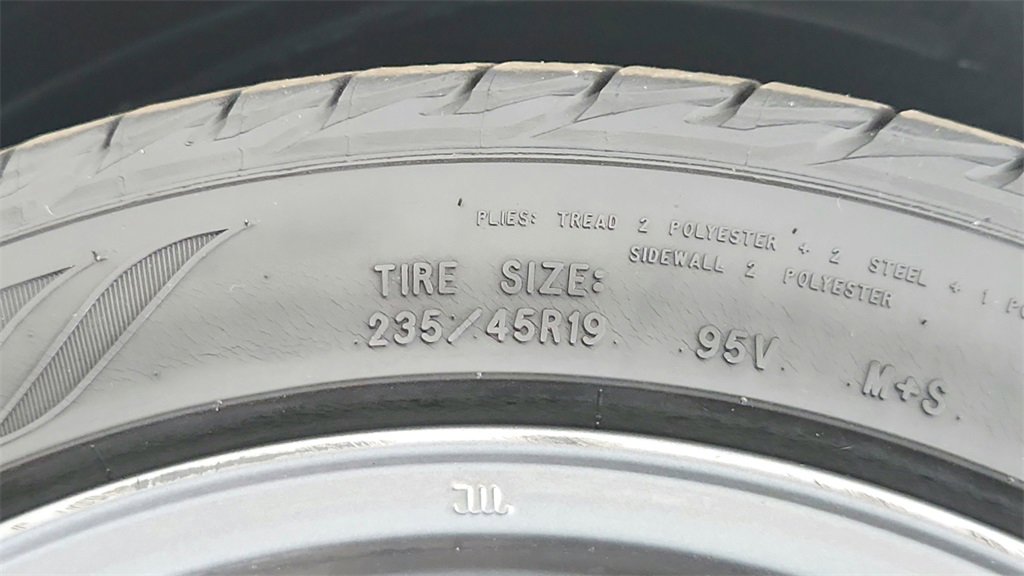 PLIES: TREAD 2 POLYESTER + 2 STEEL + 1
SIDEWALL 2 POLYESTER
TIRE SIZE:
235/45R19 95V M+S